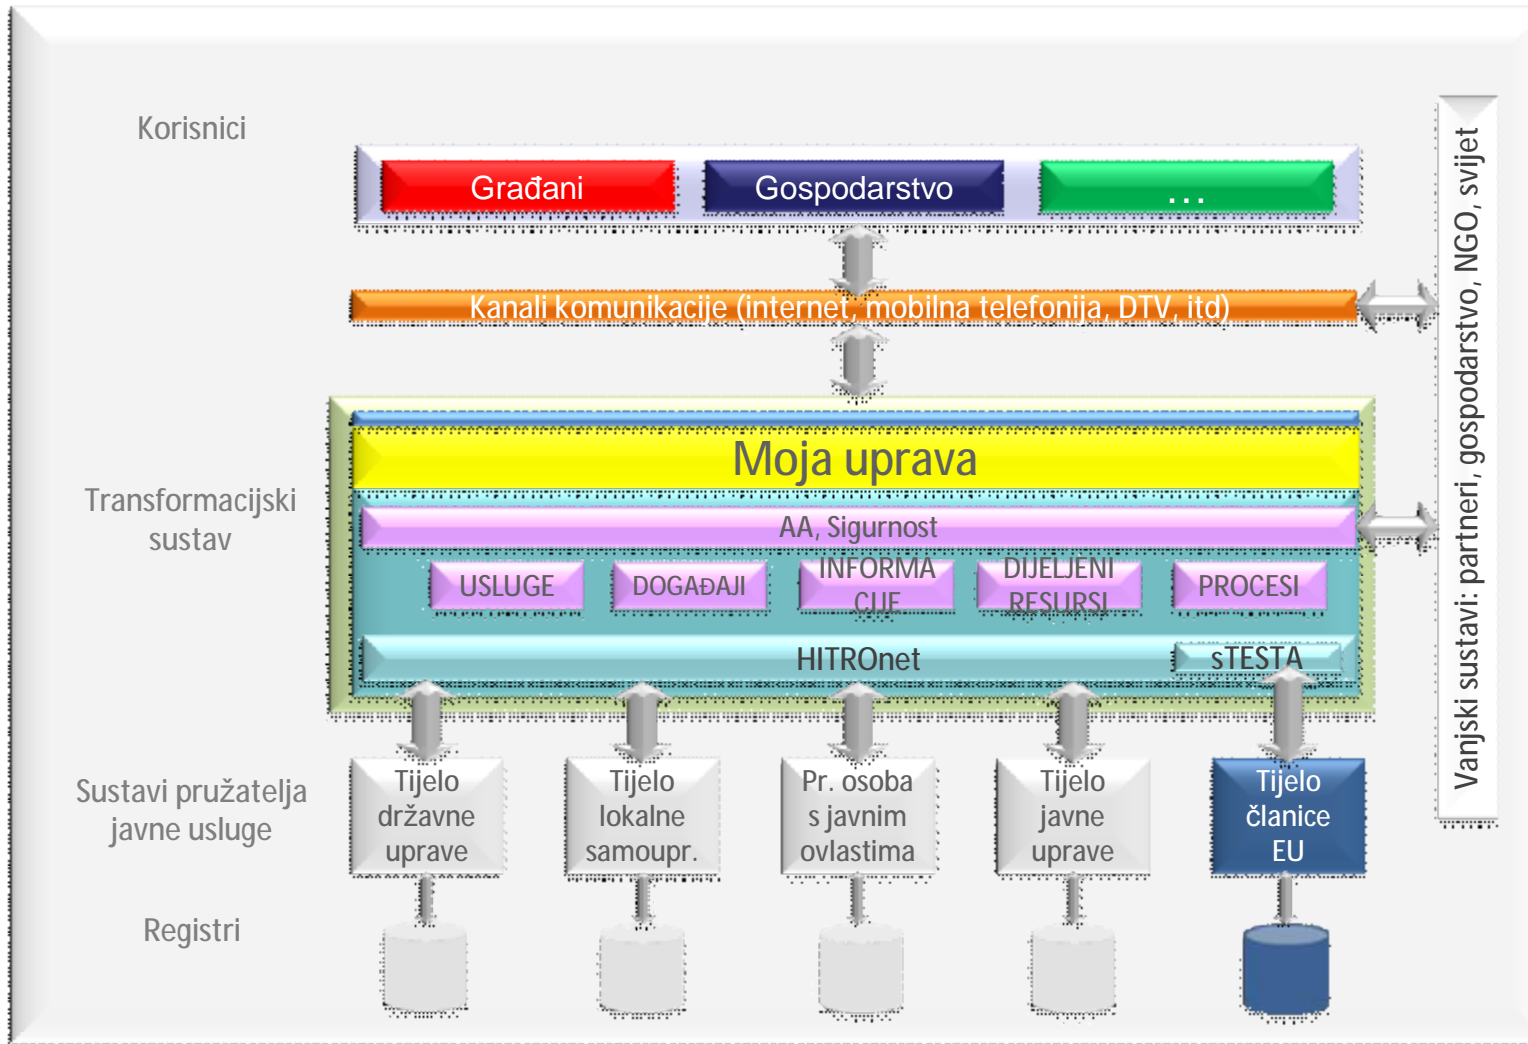 Korisnici
Građani
Gospodarstvo
...
Kanali komunikacije (internet, mobilna telefonija, DTV, itd)
Vanjski sustavi: partneri, gospodarstvo, NGO, svijet
Transformacijski
sustav
Moja uprava
AA, Sigurnost
USLUGE
DOGAĐAJI
INFORMA
CIJE
DIJELJENI
RESURSI
PROCESI
HITROnet
sTESTA
Sustavi pružatelja
javne usluge
Tijelo
državne
uprave
Tijelo
lokalne
samoupr.
Pr. osoba
s javnim
ovlastima
Tijelo
javne
uprave
Tijelo
članice
EU
Registri